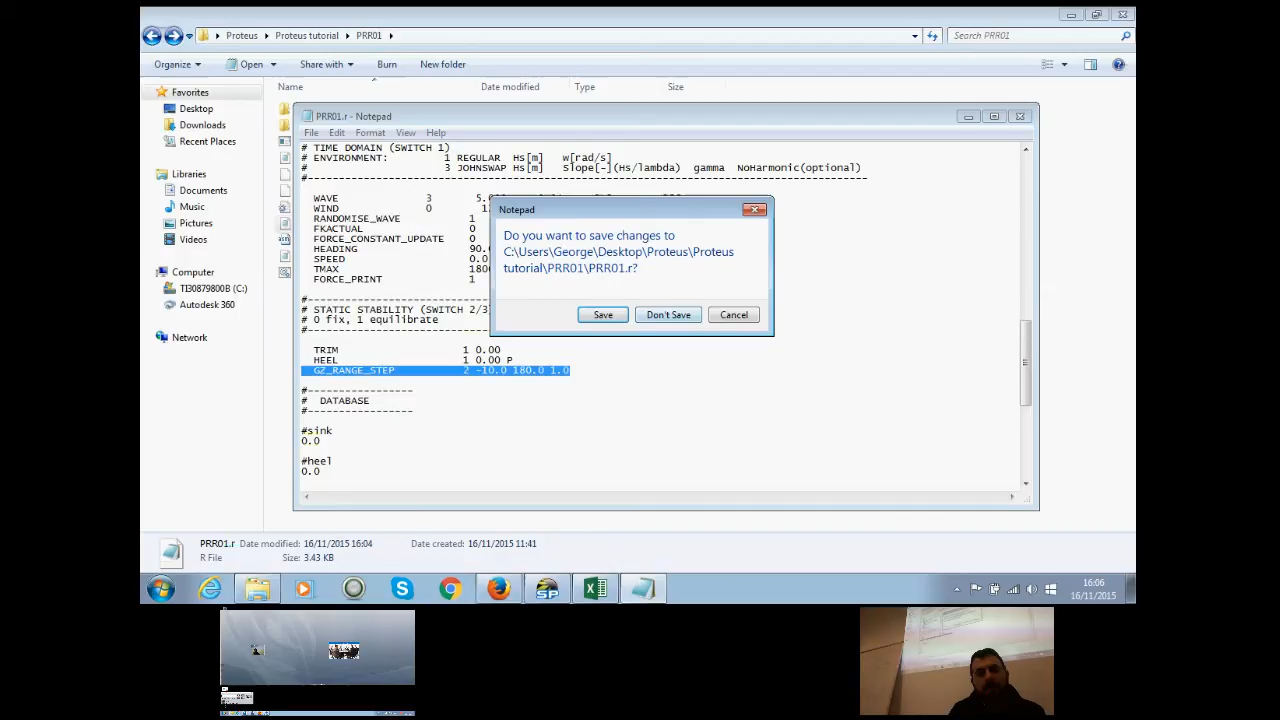 Proteus
Proteus tutorial
PRR01
Search PRR01
Organize
Open
Share with
Burn
New folder
Name
Date modified
Type
Size
Favorites
Desktop
Downloads
Recent Places
Libraries
Documents
Music
Pictures
Videos
Computer
TI30879800B (C:)
Autodesk 360
Network
PRR01.r - Notepad
File Edit Format View Help
# TIME DOMAIN (SWITCH 1)
# ENVIRONMENT: 1 REGULAR HS[m] w[rad/s]
# 3 JONSWAP HS[m] Slope[-](Hs/lambda) gamma NoHarmonic(optional)
#--------------------------------------------------------------
WAVE 3
WIND 0
RANDOMISE_WAVE 1
FKACTUAL 0
FORCE_CONSTANT_UPDATE 0
HEADING 90.
SPEED 0.0
TMAX 180
FORCE_PRINT 1
#--------------------------------
# STATIC STABILITY (SWITCH 2/3)
# 0 fix, 1 equilibrate
#--------------------------------
TRIM 1 0.00
HEEL 1 0.00 P
GZ_RANGE_STEP 2 -10.0 180.0 1.0
#----------------
# DATABASE
#----------------
#sink
0.0
#heel
0.0
Notepad
Do you want to save changes to
C:\Users\George\Desktop\Proteus\Proteus
tutorial\PRR01\PRR01.r?
Save
Don't Save
Cancel
PRR01.r Date modified: 16/11/2015 16:04 Date created: 16/11/2015 11:41
R File Size: 3.43 KB
16:06
16/11/2015